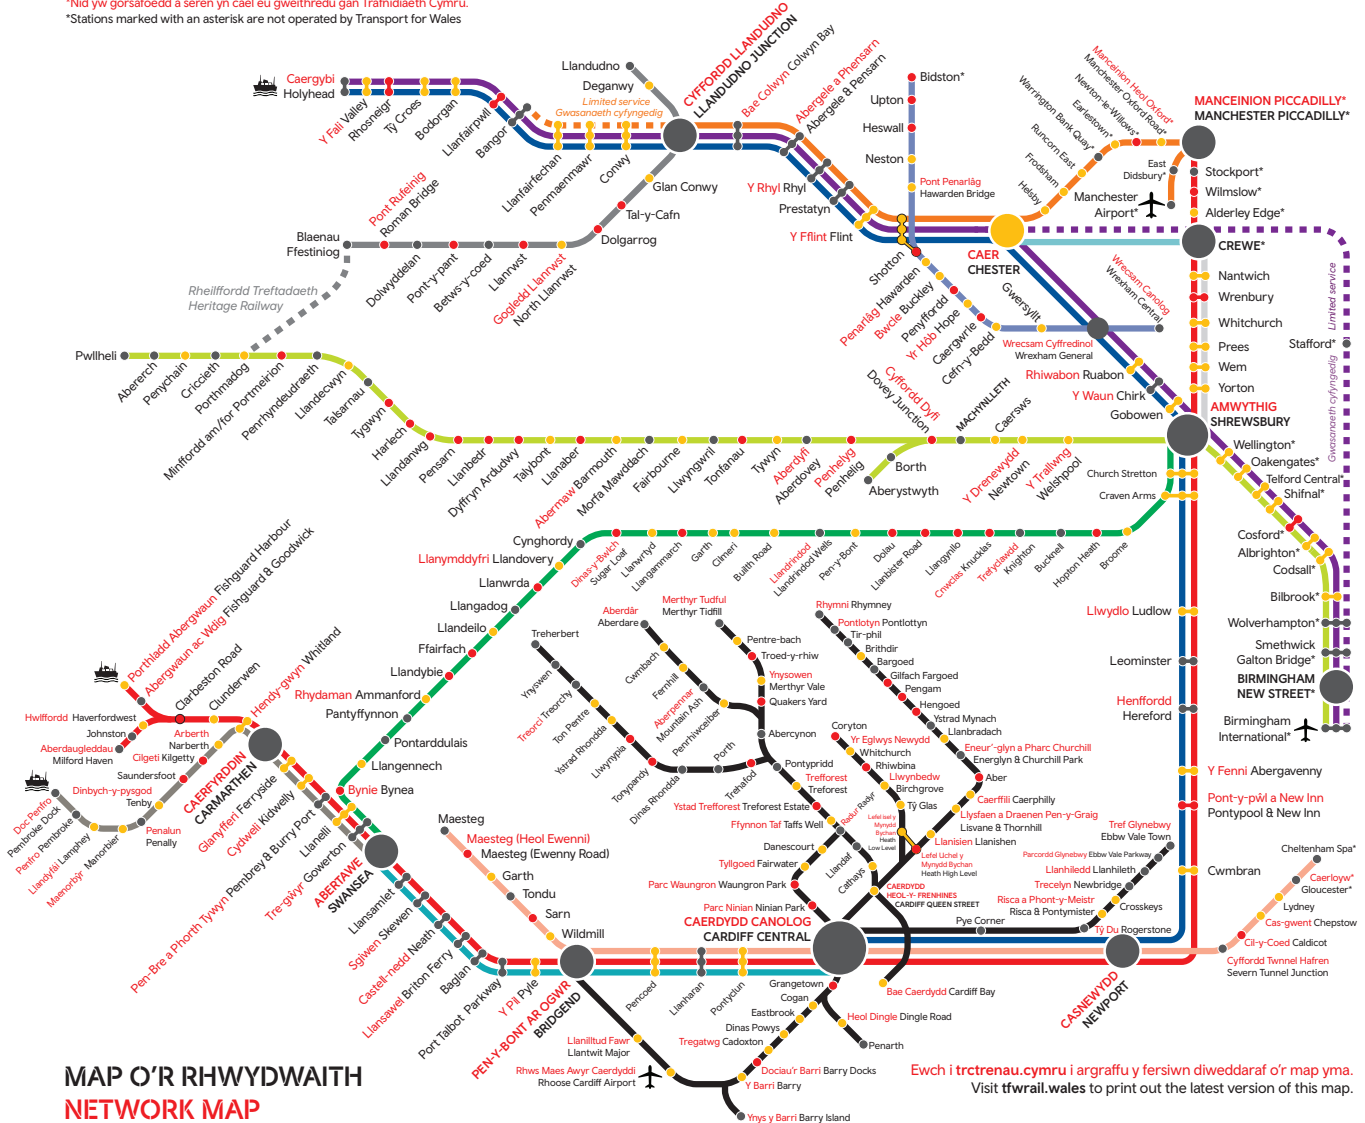 *Nid yw gorsafoedd a seren yn cael eu gweithredu gan Trafnidiaeth Cymru.
*Stations marked with an asterisk are not operated by Transport for Wales
Caergybi
Holyhead
Y Fali Valley
Rhosneigr
Tŷ Croes
Bodorgan
Llanfairpwll
Bangor
Llanfairfechan
Penmaenmawr
Conwy
Limited service
Gwasanaeth cyfyngedig
Llandudno
Deganwy
CYFFORDD LLANDUDNO
LLANDUDNO JUNCTION
Bae Colwyn Colwyn Bay
Abergele a Phensarn
Abergele & Pensarn
Y Rhyl Rhyl
Prestatyn
Y Fflint Flint
Glan Conwy
Tal-y-Cafn
Dolgarrog
Gogledd Llanrwst
North Llanrwst
Llanrwst
Betws-y-coed
Pont-y-pant
Dolwyddelan
Pont Rufeinig
Roman Bridge
Blaenau
Ffestiniog
Rheilffordd Treftadaeth
Heritage Railway
Bidston*
Upton
Heswall
Neston
Pont Penarlâg
Hawarden Bridge
Shotton
Penarlâg Hawarden
Bwcle Buckley
Penyffordd
Yr Hôb Hope
Caergwrle
Cefn-y-Bedd
Gwersyllt
Wrecsam Canolog
Wrexham Central
Wrecsam Cyffredinol
Wrexham General
CAER
CHESTER
Helsby
Frodsham
Runcorn East
Warrington Bank Quay*
Earlestown*
Newton-le-Willows*
Manceinion Heol Oxford*
Manchester Oxford Road*
MANCEINION PICCADILLY*
MANCHESTER PICCADILLY*
East
Didsbury*
Manchester
Airport*
Stockport*
Wilmslow*
Alderley Edge*
CREWE*
Nantwich
Wrenbury
Whitchurch
Prees
Wem
Yorton
Limited service
Gwasanaeth cyfyngedig
Stafford*
Rhiwabon Ruabon
Y Waun Chirk
Gobowen
AMWYTHIG
SHREWSBURY
Wellington*
Oakengates*
Telford Central*
Shifnal*
Cosford*
Albrighton*
Codsall*
Bilbrook*
Wolverhampton*
Smethwick
Galton Bridge*
BIRMINGHAM
NEW STREET*
Birmingham
International*
Pwllheli
Abererch
Penychain
Criccieth
Porthmadog
Minffordd am/for Portmeirion
Penrhyndeudraeth
Llandecwyn
Talsarnau
Tygwyn
Harlech
Llandanwg
Pensarn
Llanbedr
Dyffryn Ardudwy
Talybont
Llanaber
Abermaw Barmouth
Morfa Mawddach
Fairbourne
Llwyngwril
Tonfanau
Tywyn
Aberdyfi
Aberdovey
Penhelyg
Penhelig
Cyffordd Dyfi
Dovey Junction
Borth
Aberystwyth
MACHYNLLETH
Caersws
Y Drenewydd
Newtown
Y Trallwng
Welshpool
Church Stretton
Craven Arms
Broome
Hopton Heath
Bucknell
Trefyclawdd
Knighton
Cnwclas Knucklas
Llangynllo
Llanbister Road
Dolau
Pen-y-Bont
Llandrindod
Llandrindod Wells
Builth Road
Cilmeri
Garth
Llangammarch
Llanwrtyd
Dinas-y-Bwlch
Sugar Loaf
Cynghordy
Llanymddyfri Llandovery
Llanwrda
Llangadog
Llandeilo
Ffairfach
Llandybie
Rhydaman Ammanford
Pantyffynnon
Pontarddulais
Llangennech
Bynie Bynea
Llwydlo Ludlow
Leominster
Henffordd
Hereford
Y Fenni Abergavenny
Pont-y-pŵl a New Inn
Pontypool & New Inn
Cwmbran
Porthladd Abergwaun Fishguard Harbour
Abergwaun ac Wdig Fishguard & Goodwick
Clarbeston Road
Clunderwen
Hendy-gwyn Whitland
Hwlffordd Haverfordwest
Johnston
Aberdaugleddau
Milford Haven
Arberth
Narberth
Cilgeti Kilgetty
Saundersfoot
Dinbych-y-pysgod
Tenby
Penalun
Penally
Manorbŷr Manorbier
Llandyfái Lamphey
Penfro Pembroke
Doc Penfro
Pembroke Dock
CAERFYRDDIN
CARMARTHEN
Glanyfferi Ferryside
Cydweli Kidwelly
Pen-Bre a Phorth Tywyn Pembrey & Burry Port
Llanelli
Tre-gŵyr Gowerton
ABERTAWE
SWANSEA
Llansamlet
Sgiwen Skewen
Castell-nedd Neath
Llansawel Briton Ferry
Baglan
Port Talbot Parkway
Y Pîl Pyle
PEN-Y-BONT AR OGWR
BRIDGEND
Maesteg
Maesteg (Heol Ewenni)
Maesteg (Ewenny Road)
Garth
Tondu
Sarn
Wildmill
Pencoed
Llanharan
Pontyclun
CAERDYDD CANOLOG
CARDIFF CENTRAL
Treherbert
Ynyswen
Treorci Treorchy
Ton Pentre
Ystrad Rhondda
Llwynypia
Tonypandy
Dinas Rhondda
Porth
Trehafod
Aberdâr
Aberdare
Cwmbach
Fernhill
Aberpennar
Mountain Ash
Penrhiwceiber
Merthyr Tudful
Merthyr Tidfill
Pentre-bach
Troed-y-rhiw
Ynysowen
Merthyr Vale
Quakers Yard
Abercynon
Pontypridd
Trefforest
Treforest
Ystad Trefforest Treforest Estate
Ffynnon Taf Taffs Well
Radur Radyr
Danescourt
Tyllgoed Fairwater
Parc Waungron Waungron Park
Parc Ninian Ninian Park
Llandaf
Cathays
Rhymni Rhymney
Pontlotyn Pontlottyn
Tir-phil
Brithdir
Bargoed
Gilfach Fargoed
Pengam
Hengoed
Ystrad Mynach
Llanbradach
Eneur'-glyn a Pharc Churchill
Energlyn & Churchill Park
Aber
Caerffili Caerphilly
Llysfaen a Draenen Pen-y-Graig
Lisvane & Thornhill
Llanisien Llanishen
Lefel Uchel y
Mynydd Bychan
Heath High Level
Lefel isel y
Mynydd
Bychan
Heath
Low Level
Coryton
Yr Eglwys Newydd
Whitchurch
Rhiwbina
Llwynbedw
Birchgrove
Tŷ Glas
CAERDYDD
HEOL-Y- FRENHINES
CARDIFF QUEEN STREET
Bae Caerdydd Cardiff Bay
Grangetown
Cogan
Eastbrook
Dinas Powys
Tregatwg Cadoxton
Heol Dingle Dingle Road
Penarth
Dociau'r Barri Barry Docks
Y Barri Barry
Ynys y Barri Barry Island
Llanilltud Fawr
Llantwit Major
Rhws Maes Awyr Caerdyddi
Rhoose Cardiff Airport
Tref Glynebwy
Ebbw Vale Town
Parcordd Glynebwy Ebbw Vale Parkway
Llanhiledd Llanhileth
Trecelyn Newbridge
Crosskeys
Risca a Phont-y-Meistr
Risca & Pontymister
Tŷ Du Rogerstone
Pye Corner
CASNEWYDD
NEWPORT
Cheltenham Spa*
Caerloyw*
Gloucester*
Lydney
Cas-gwent Chepstow
Cil-y-Coed Caldicot
Cyffordd Twnnel Hafren
Severn Tunnel Junction
MAP O'R RHWYDWAITH
NETWORK MAP
Ewch i trctrenau.cymru i argraffu y fersiwn diweddaraf o'r map yma.
Visit tfwrail.wales to print out the latest version of this map.